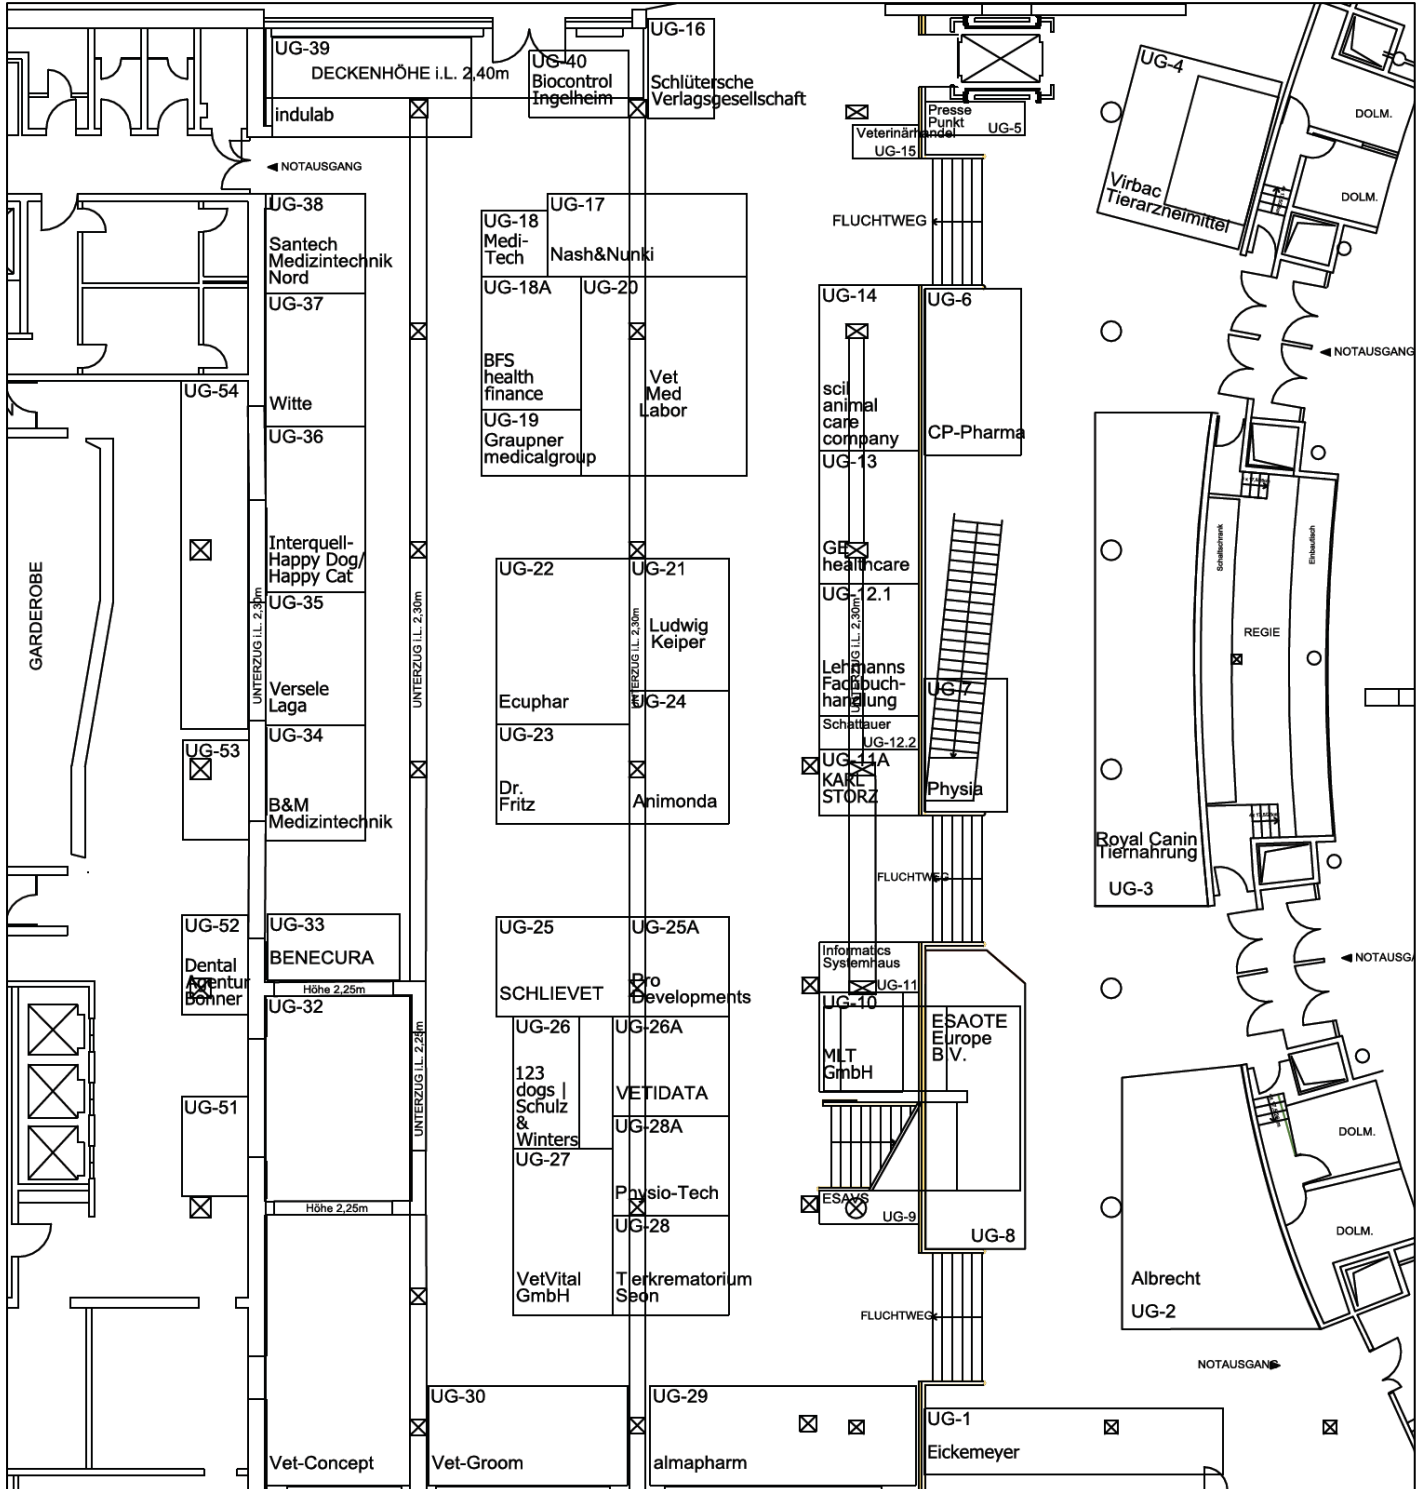 UG-39
DECKENHÖHE i.L. 2,40m
indulab
UG-40
Biocontrol
Ingelheim
UG-16
Schlütersche
Verlagsgesellschaft
Presse
Punkt
UG-5
Veterinärhandel
UG-15
UG-4
Virbac
Tierarzneimittel
DOLM.
DOLM.
NOTAUSGANG
UG-38
Santech
Medizintechnik
Nord
UG-18
Medi-
Tech
UG-17
Nash&Nunki
FLUCHTWEG
UG-37
Witte
UG-18A
BFS
health
finance
UG-20
Vet
Med
Labor
UG-19
Graupner
medicalgroup
UG-14
scil
animal
care
company
UG-6
CP-Pharma
NOTAUSGANG
UG-54
UG-36
Interquell-
Happy Dog/
Happy Cat
UG-13
GE
healthcare
GARDEROBE
UNTERZUG i.L. 2,30m
UNTERZUG i.L. 2,30m
UNTERZUG i.L. 2,30m
UNTERZUG i.L. 2,30m
UG-35
Versele
Laga
UG-22
Ecuphar
UG-21
Ludwig
Keiper
UG-12.1
Lehmanns
Fachbuch-
handlung
Schaltschrank
Einbautisch
REGIE
UG-7
Physia
UG-24
Animonda
UG-23
Dr.
Fritz
Schattauer
UG-12.2
UG-11A
KARL
STORZ
UG-53
UG-34
B&M
Medizintechnik
Royal Canin
Tiernahrung
UG-3
FLUCHTWEG
UG-52
Dental
Agentur
Bonner
UG-33
BENECURA
Höhe 2,25m
UG-25
SCHLIEVET
UG-25A
Pro
Developments
Informatics
Systemhaus
UG-11
NOTAUSGA
UG-32
UNTERZUG i.L. 2,25m
UG-26
123
dogs |
Schulz
&
Winters
UG-26A
VETIDATA
UG-10
MLT
GmbH
ESAOTE
Europe
B.V.
UG-51
UG-28A
Physio-Tech
DOLM.
UG-27
VetVital
GmbH
Höhe 2,25m
ESAVS
UG-9
UG-8
UG-28
Tierkrematorium
Seon
DOLM.
Albrecht
UG-2
FLUCHTWEG
NOTAUSGANG
Vet-Concept
UG-30
Vet-Groom
UG-29
almapharm
UG-1
Eickemeyer